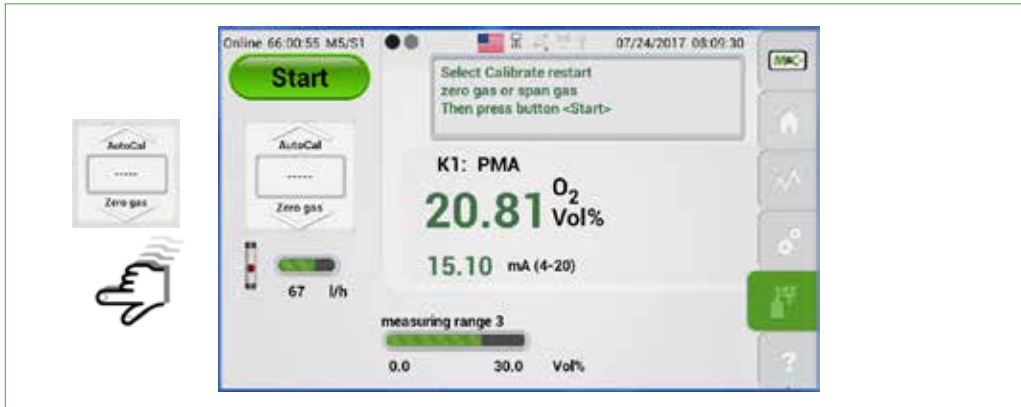 Online 66:00:55 M5/S1
07/24/2017 08:09:30
Start
Select Calibrate restart
zero gas or span gas
Then press button <Start>
M&C
AutoCal
-----
Zero gas
AutoCal
-----
Zero gas
K1: PMA
20.81 O2 Vol%
15.10 mA (4-20)
67 l/h
measuring range 3
0.0 30.0 Vol%
?